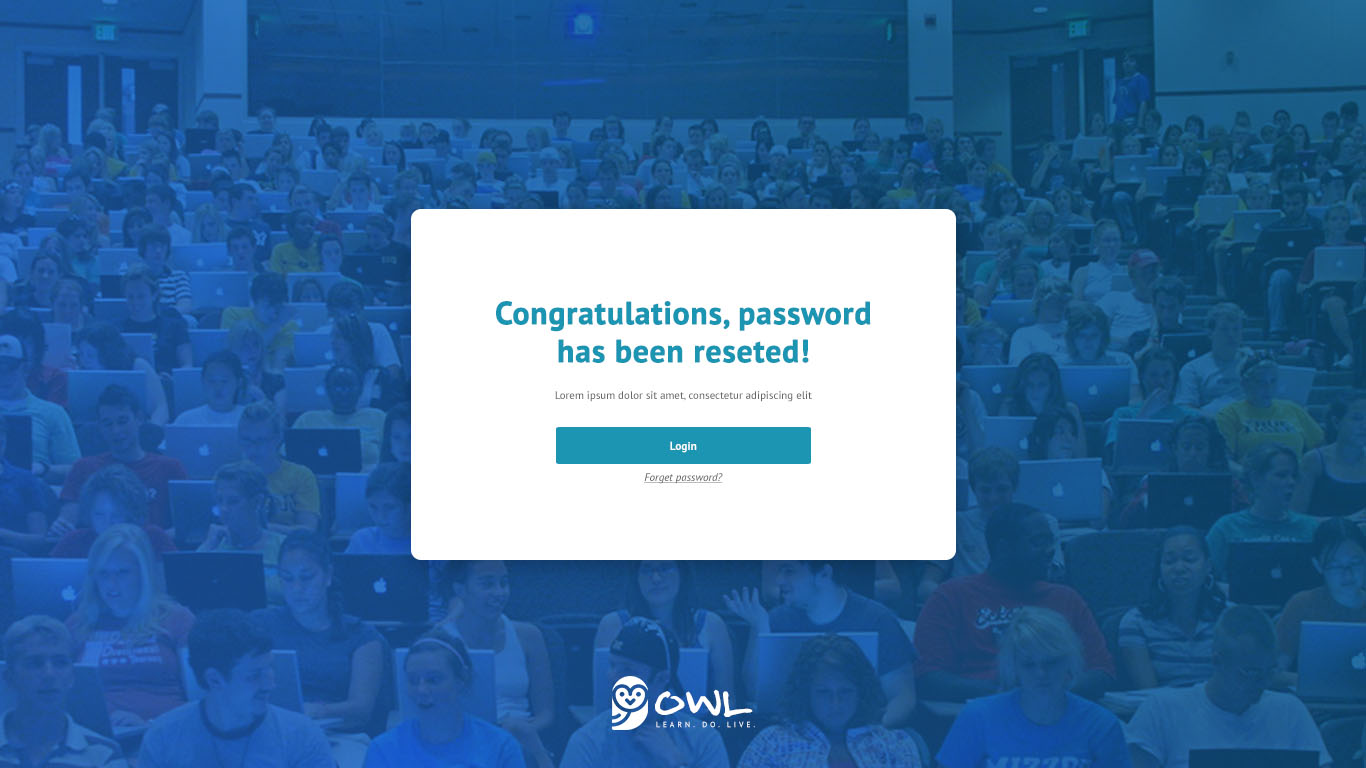 Congratulations, password
has been reseted!
Lorem ipsum dolor sit amet, consectetur adipiscing elit
Login
Forget password?
OWL
LEARN. DO. LIVE.
MIZZOU